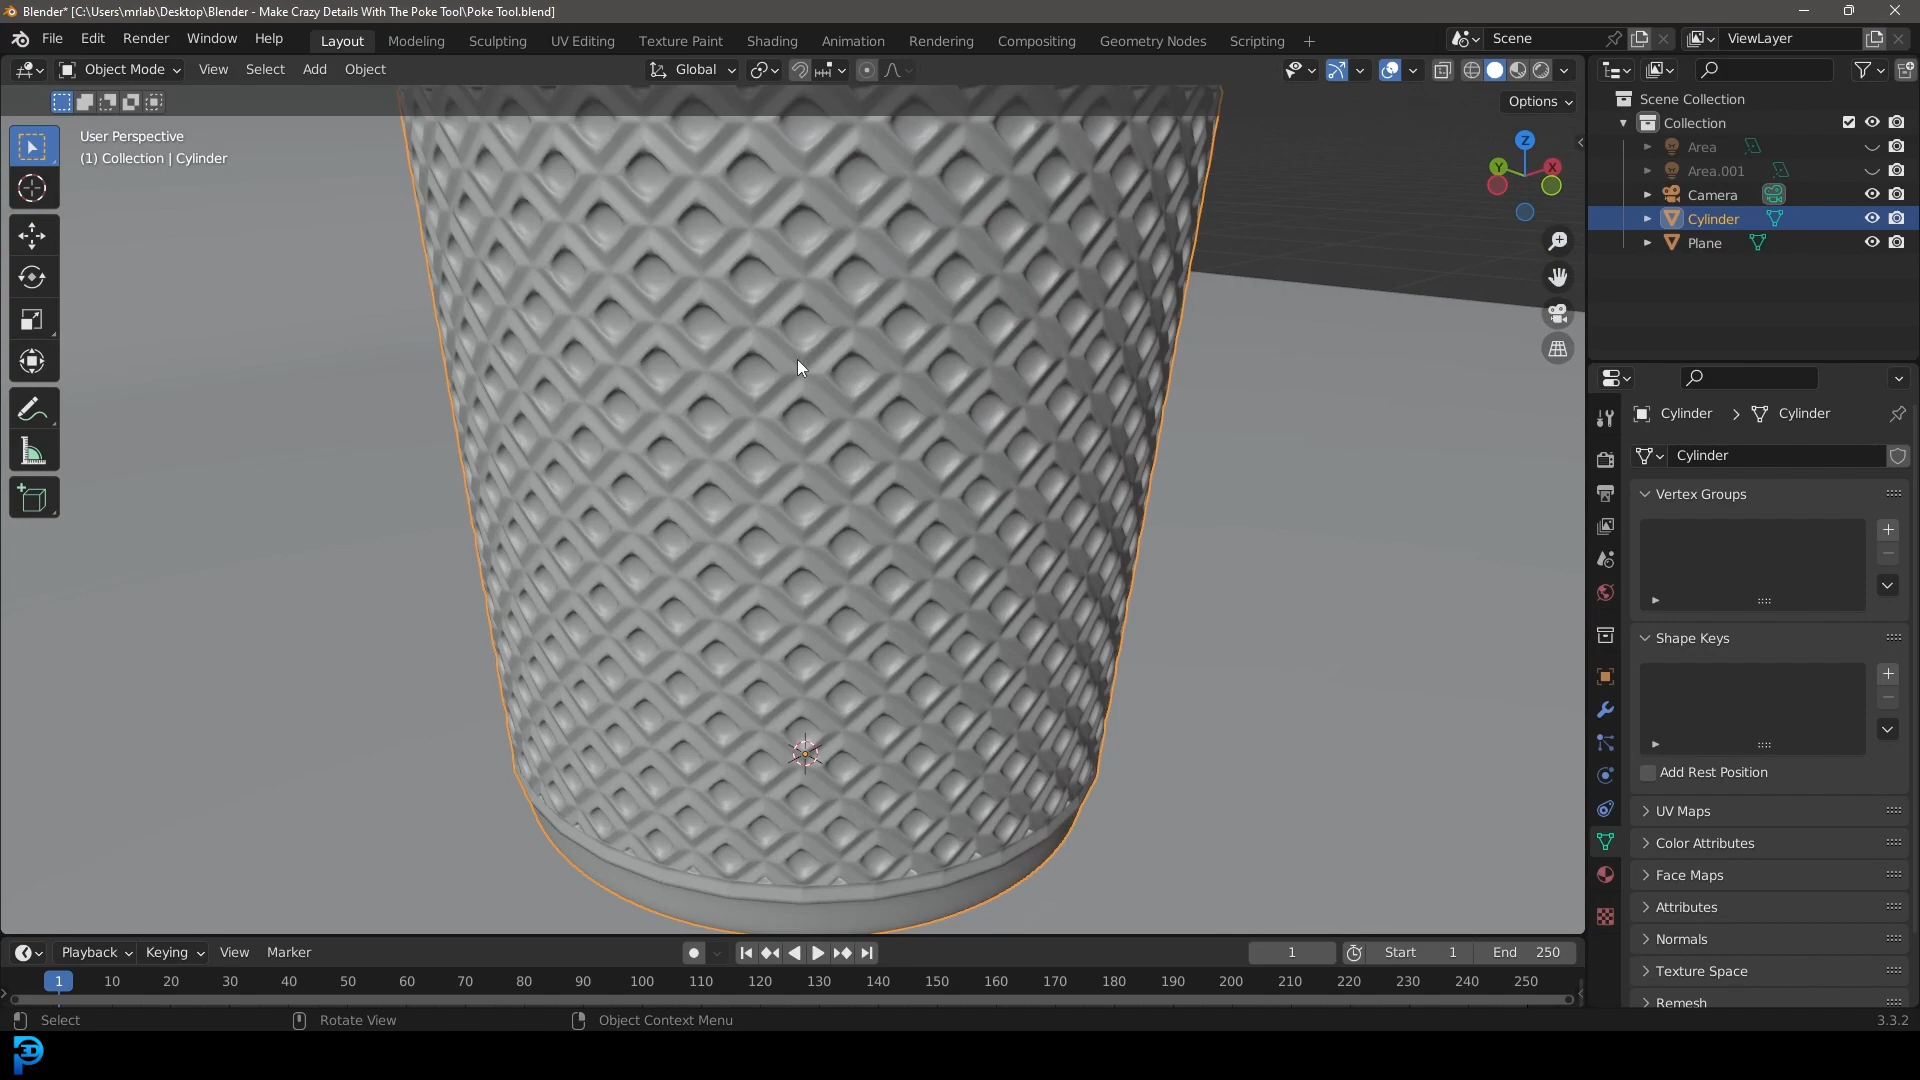 Blender* [C:\Users\mrlab\Desktop\Blender - Make Crazy Details With The Poke Tool\Poke Tool.blend]
File Edit Render Window Help
Layout Modeling Sculpting UV Editing Texture Paint Shading Animation Rendering Compositing Geometry Nodes Scripting +
Scene
ViewLayer
Object Mode View Select Add Object
Global
Options
User Perspective
(1) Collection | Cylinder
Z
Y
X
Scene Collection
Collection
Area
Area.001
Camera
Cylinder
Plane
Cylinder > Cylinder
Cylinder
Vertex Groups
Shape Keys
Add Rest Position
UV Maps
Color Attributes
Face Maps
Attributes
Normals
Texture Space
Remesh
Playback Keying View Marker
1
Start 1
End 250
1 10 20 30 40 50 60 70 80 90 100 110 120 130 140 150 160 170 180 190 200 210 220 230 240 250
Select
Rotate View
Object Context Menu
3.3.2
3D